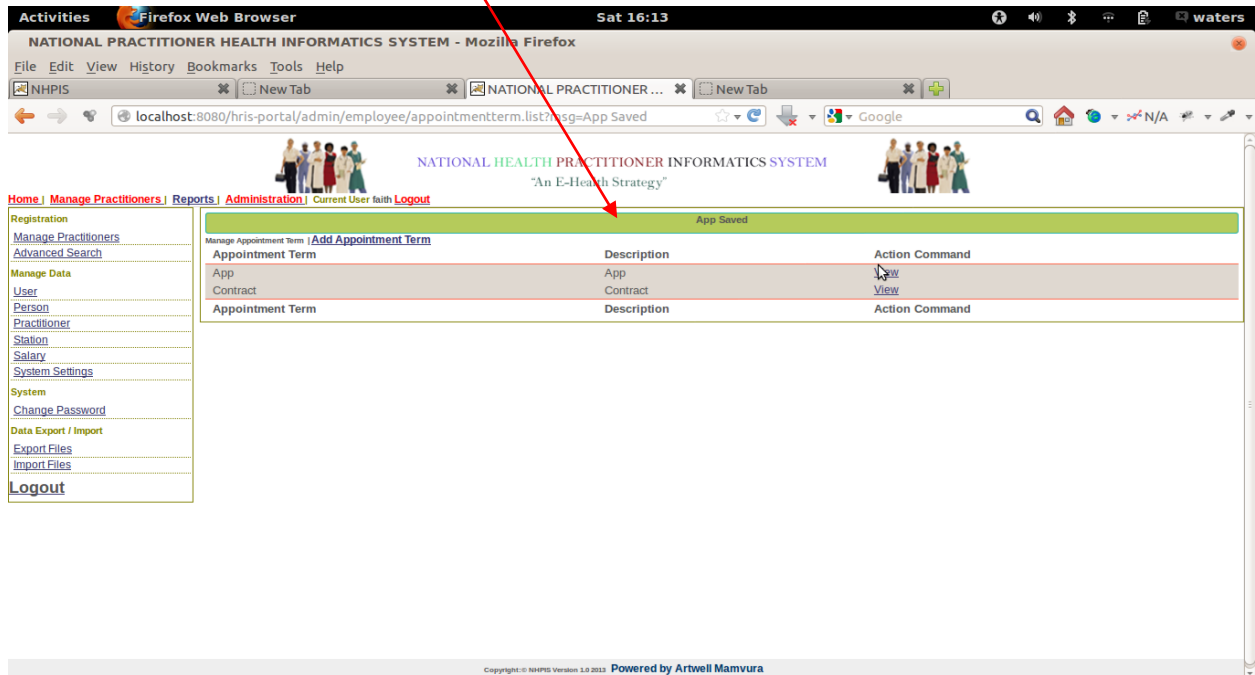 Activities Firefox Web Browser Sat 16:13 waters
NATIONAL PRACTITIONER HEALTH INFORMATICS SYSTEM - Mozilla Firefox
File Edit View History Bookmarks Tools Help
NHPIS New Tab NATIONAL PRACTITIONER ... New Tab
localhost:8080/hris-portal/admin/employee/appointmentterm.list?msg=App Saved Google N/A
NATIONAL HEALTH PRACTITIONER INFORMATICS SYSTEM
"An E-Health Strategy"
Home | Manage Practitioners | Reports | Administration | Current User faith Logout
Registration
Manage Practitioners
Advanced Search
Manage Data
User
Person
Practitioner
Station
Salary
System Settings
System
Change Password
Data Export / Import
Export Files
Import Files
Logout
App Saved
Manage Appointment Term | Add Appointment Term
Appointment Term Description Action Command
App App View
Contract Contract View
Appointment Term Description Action Command
Copyright:© NHPIS Version 1.0 2013 Powered by Artwell Mamvura